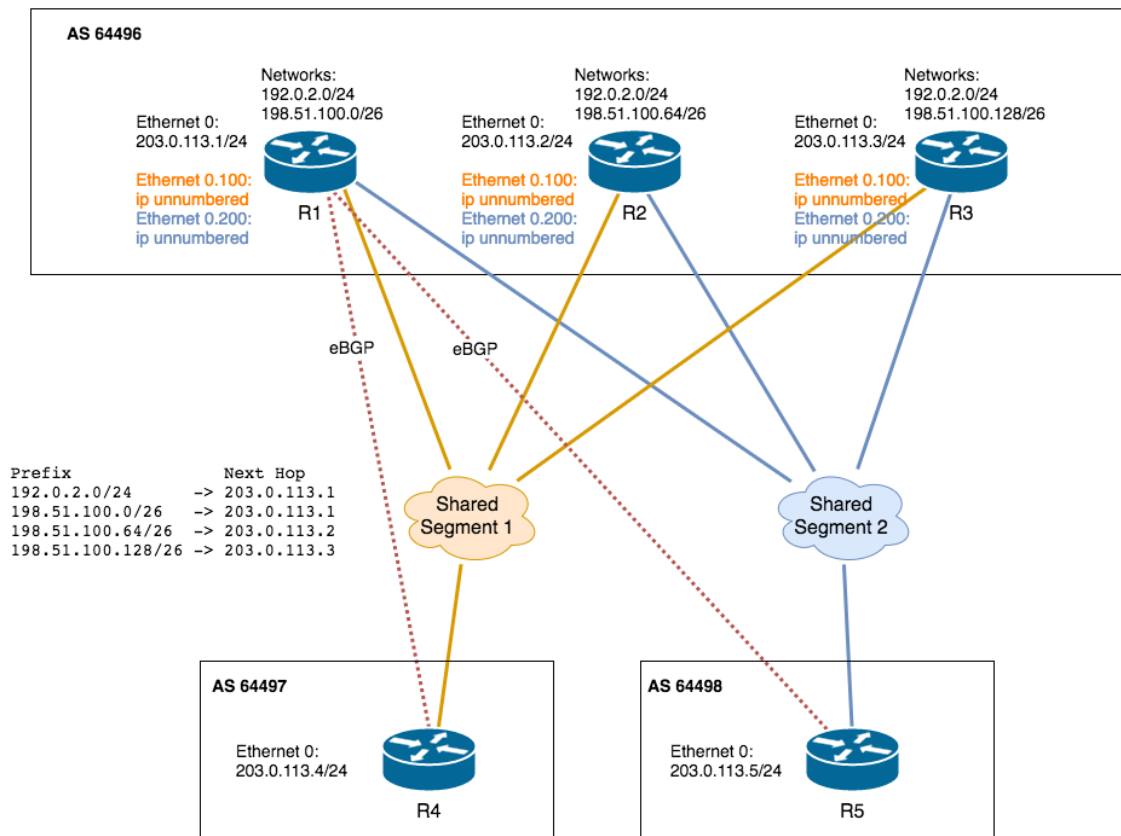 AS 64496
Networks:
192.0.2.0/24
198.51.100.0/26
Ethernet 0:
203.0.113.1/24
Ethernet 0.100:
ip unnumbered
Ethernet 0.200:
ip unnumbered
R1
Networks:
192.0.2.0/24
198.51.100.64/26
Ethernet 0:
203.0.113.2/24
Ethernet 0.100:
ip unnumbered
Ethernet 0.200:
ip unnumbered
R2
Networks:
192.0.2.0/24
198.51.100.128/26
Ethernet 0:
203.0.113.3/24
Ethernet 0.100:
ip unnumbered
Ethernet 0.200:
ip unnumbered
R3
eBGP
eBGP
Prefix Next Hop
192.0.2.0/24 -> 203.0.113.1
198.51.100.0/26 -> 203.0.113.1
198.51.100.64/26 -> 203.0.113.2
198.51.100.128/26 -> 203.0.113.3
Shared
Segment 1
Shared
Segment 2
AS 64497
Ethernet 0:
203.0.113.4/24
R4
AS 64498
Ethernet 0:
203.0.113.5/24
R5